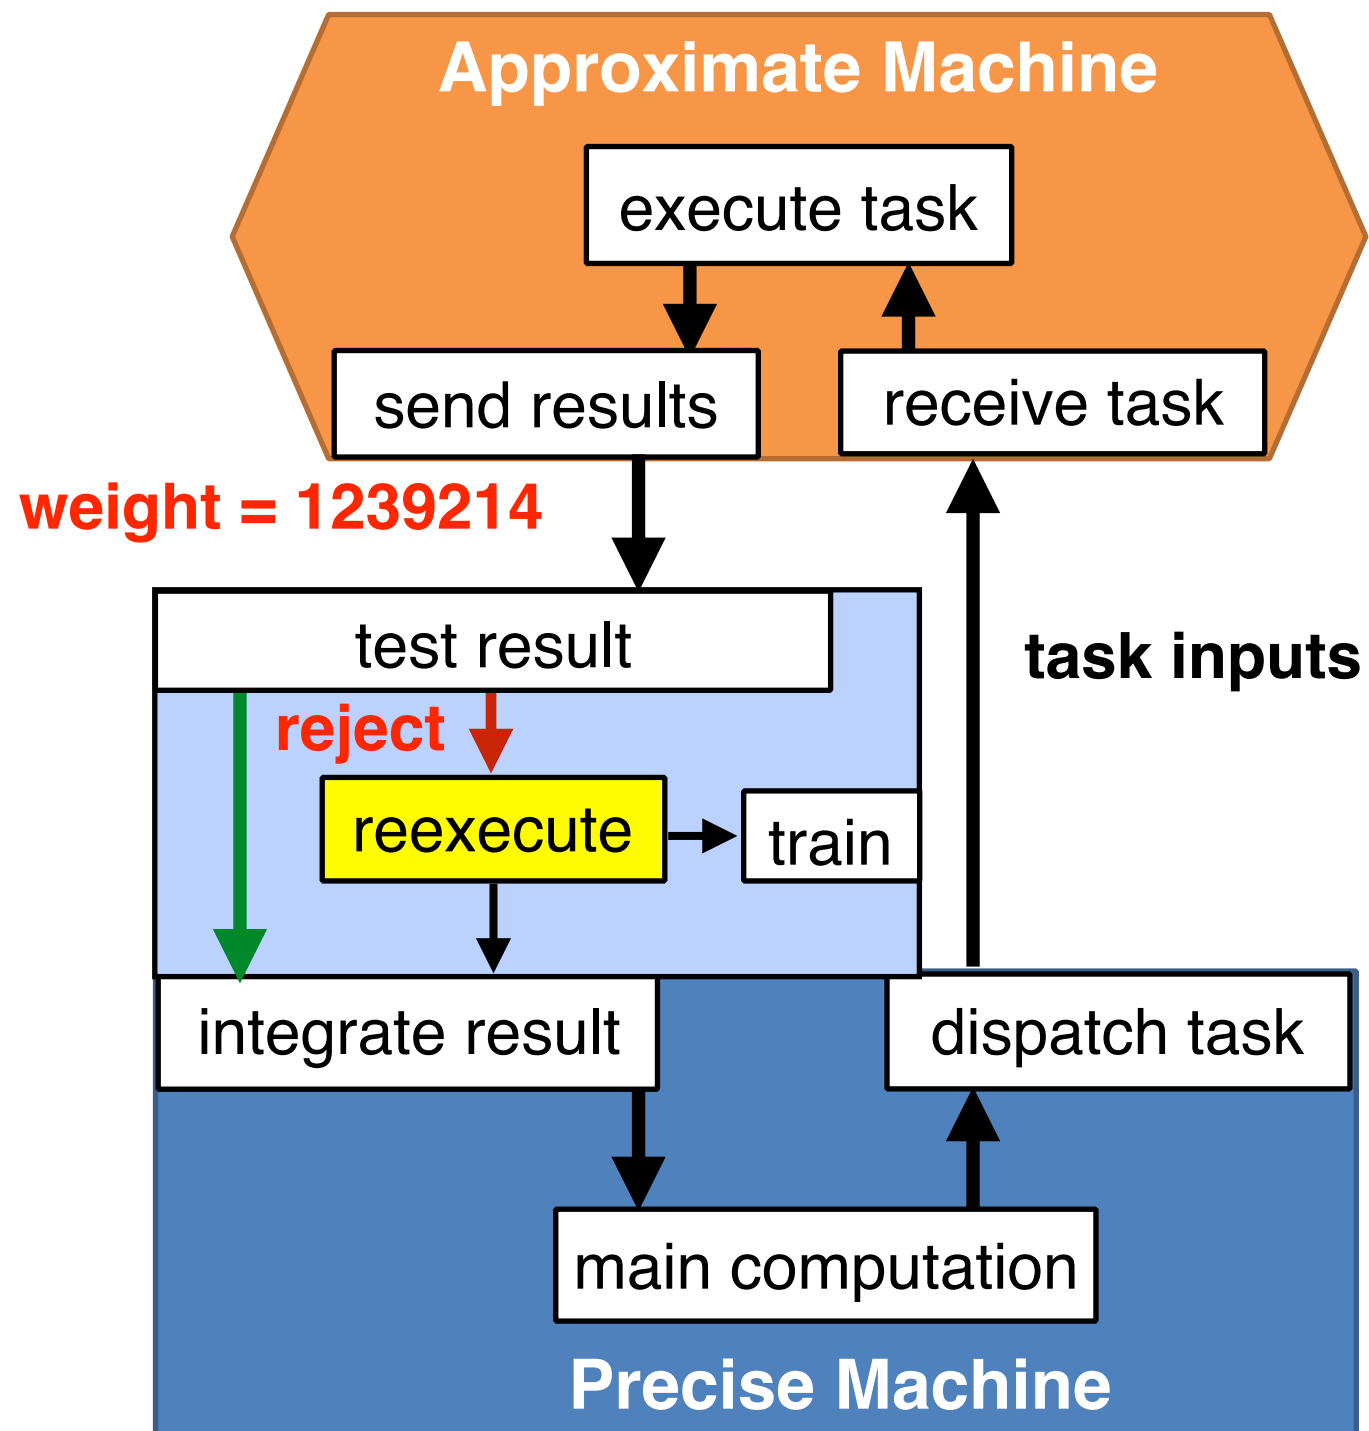 Approximate Machine
execute task
send results
receive task
weight = 1239214
test result
task inputs
reject
reexecute
train
integrate result
dispatch task
main computation
Precise Machine